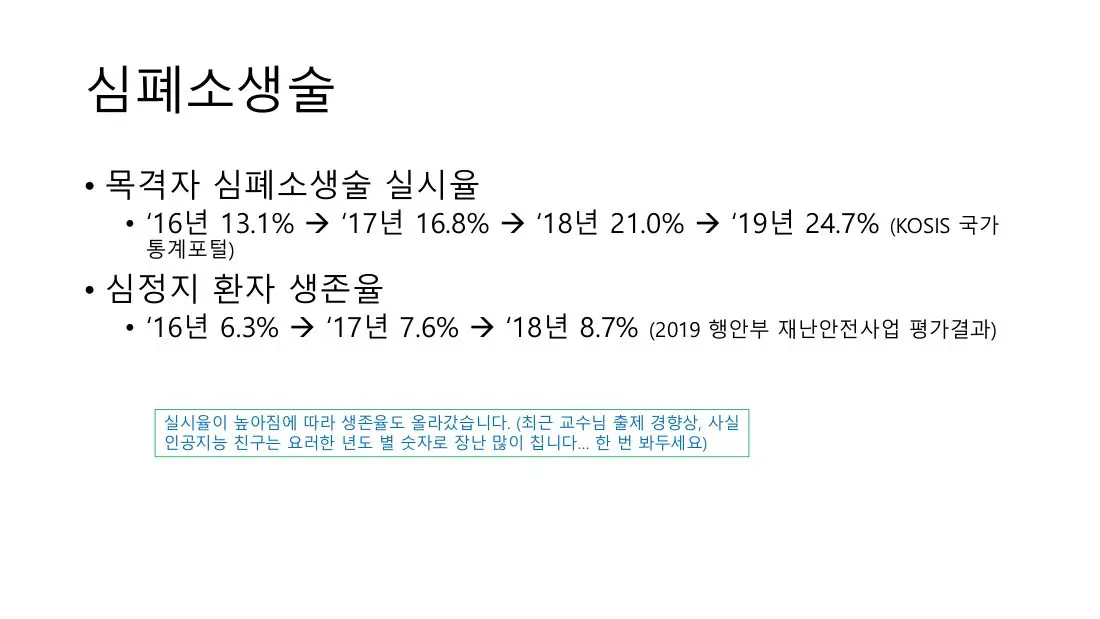 심폐소생술
• 목격자 심폐소생술 실시율
• ‘16년 13.1% → ‘17년 16.8% → ‘18년 21.0% → ‘19년 24.7% (KOSIS 국가
통계포털)
• 심정지 환자 생존율
• ‘16년 6.3% → ‘17년 7.6% → ‘18년 8.7% (2019 행안부 재난안전사업 평가결과)
실시율이 높아짐에 따라 생존율도 올라갔습니다. (최근 교수님 출제 경향상, 사실
인공지능 친구는 요러한 년도 별 숫자로 장난 많이 칩니다... 한 번 봐두세요)